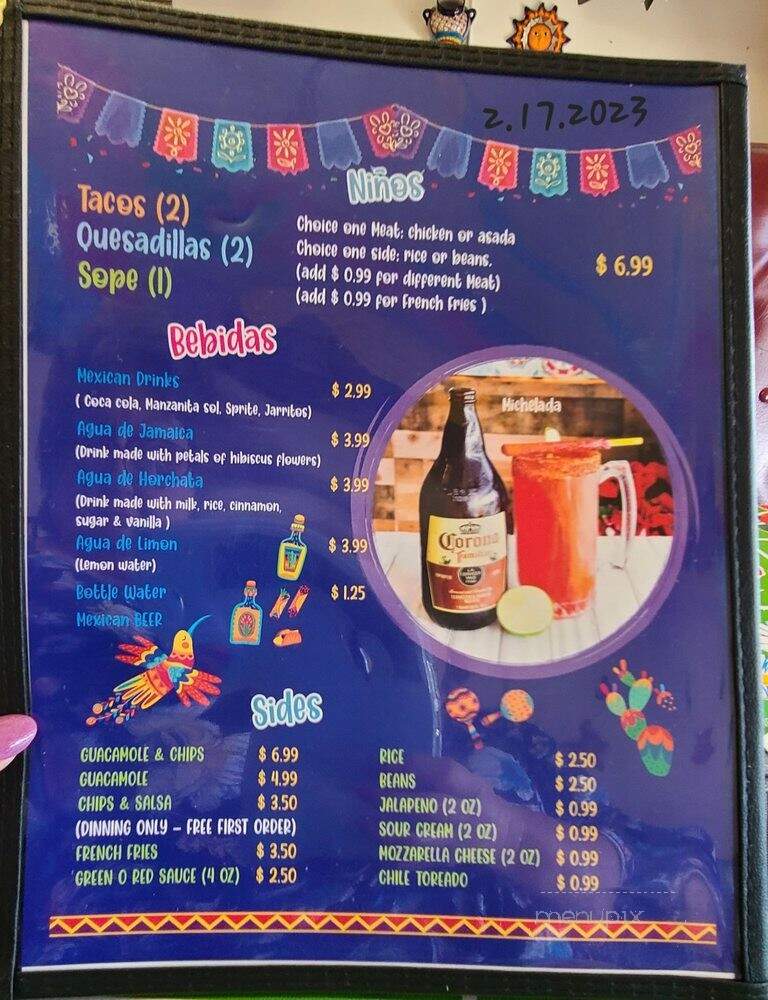 2.17.2023
Niños
Tacos (2)
Quesadillas (2)
Sope (1)
Choice one Meat: chicken or asada
Choice one side: rice or beans.
(add $ 0.99 for different Meat)
(add $ 0.99 for French Fries )
$ 6.99
Bebidas
Mexican Drinks $ 2.99
( Coca cola, Manzanita sol, Sprite, Jarritos)
Agua de Jamaica $ 3.99
(Drink made with petals of hibiscus flowers)
Agua de Horchata $ 3.99
(Drink made with milk, rice, cinnamon,
sugar & vanilla )
Agua de Limon $ 3.99
(Lemon water)
Bottle Water $ 1.25
Mexican BEER
Michelada
Corona
Familiar
Sides
GUACAMOLE & CHIPS $ 6.99
GUACAMOLE $ 4.99
CHIPS & SALSA $ 3.50
(DINNING ONLY - FREE FIRST ORDER)
FRENCH FRIES $ 3.50
GREEN O RED SAUCE (4 OZ) $ 2.50
RICE $ 2.50
BEANS $ 2.50
JALAPENO (2 OZ) $ 0.99
SOUR CREAM (2 OZ) $ 0.99
MOZZARELLA CHEESE (2 OZ) $ 0.99
CHILE TOREADO $ 0.99
menupix